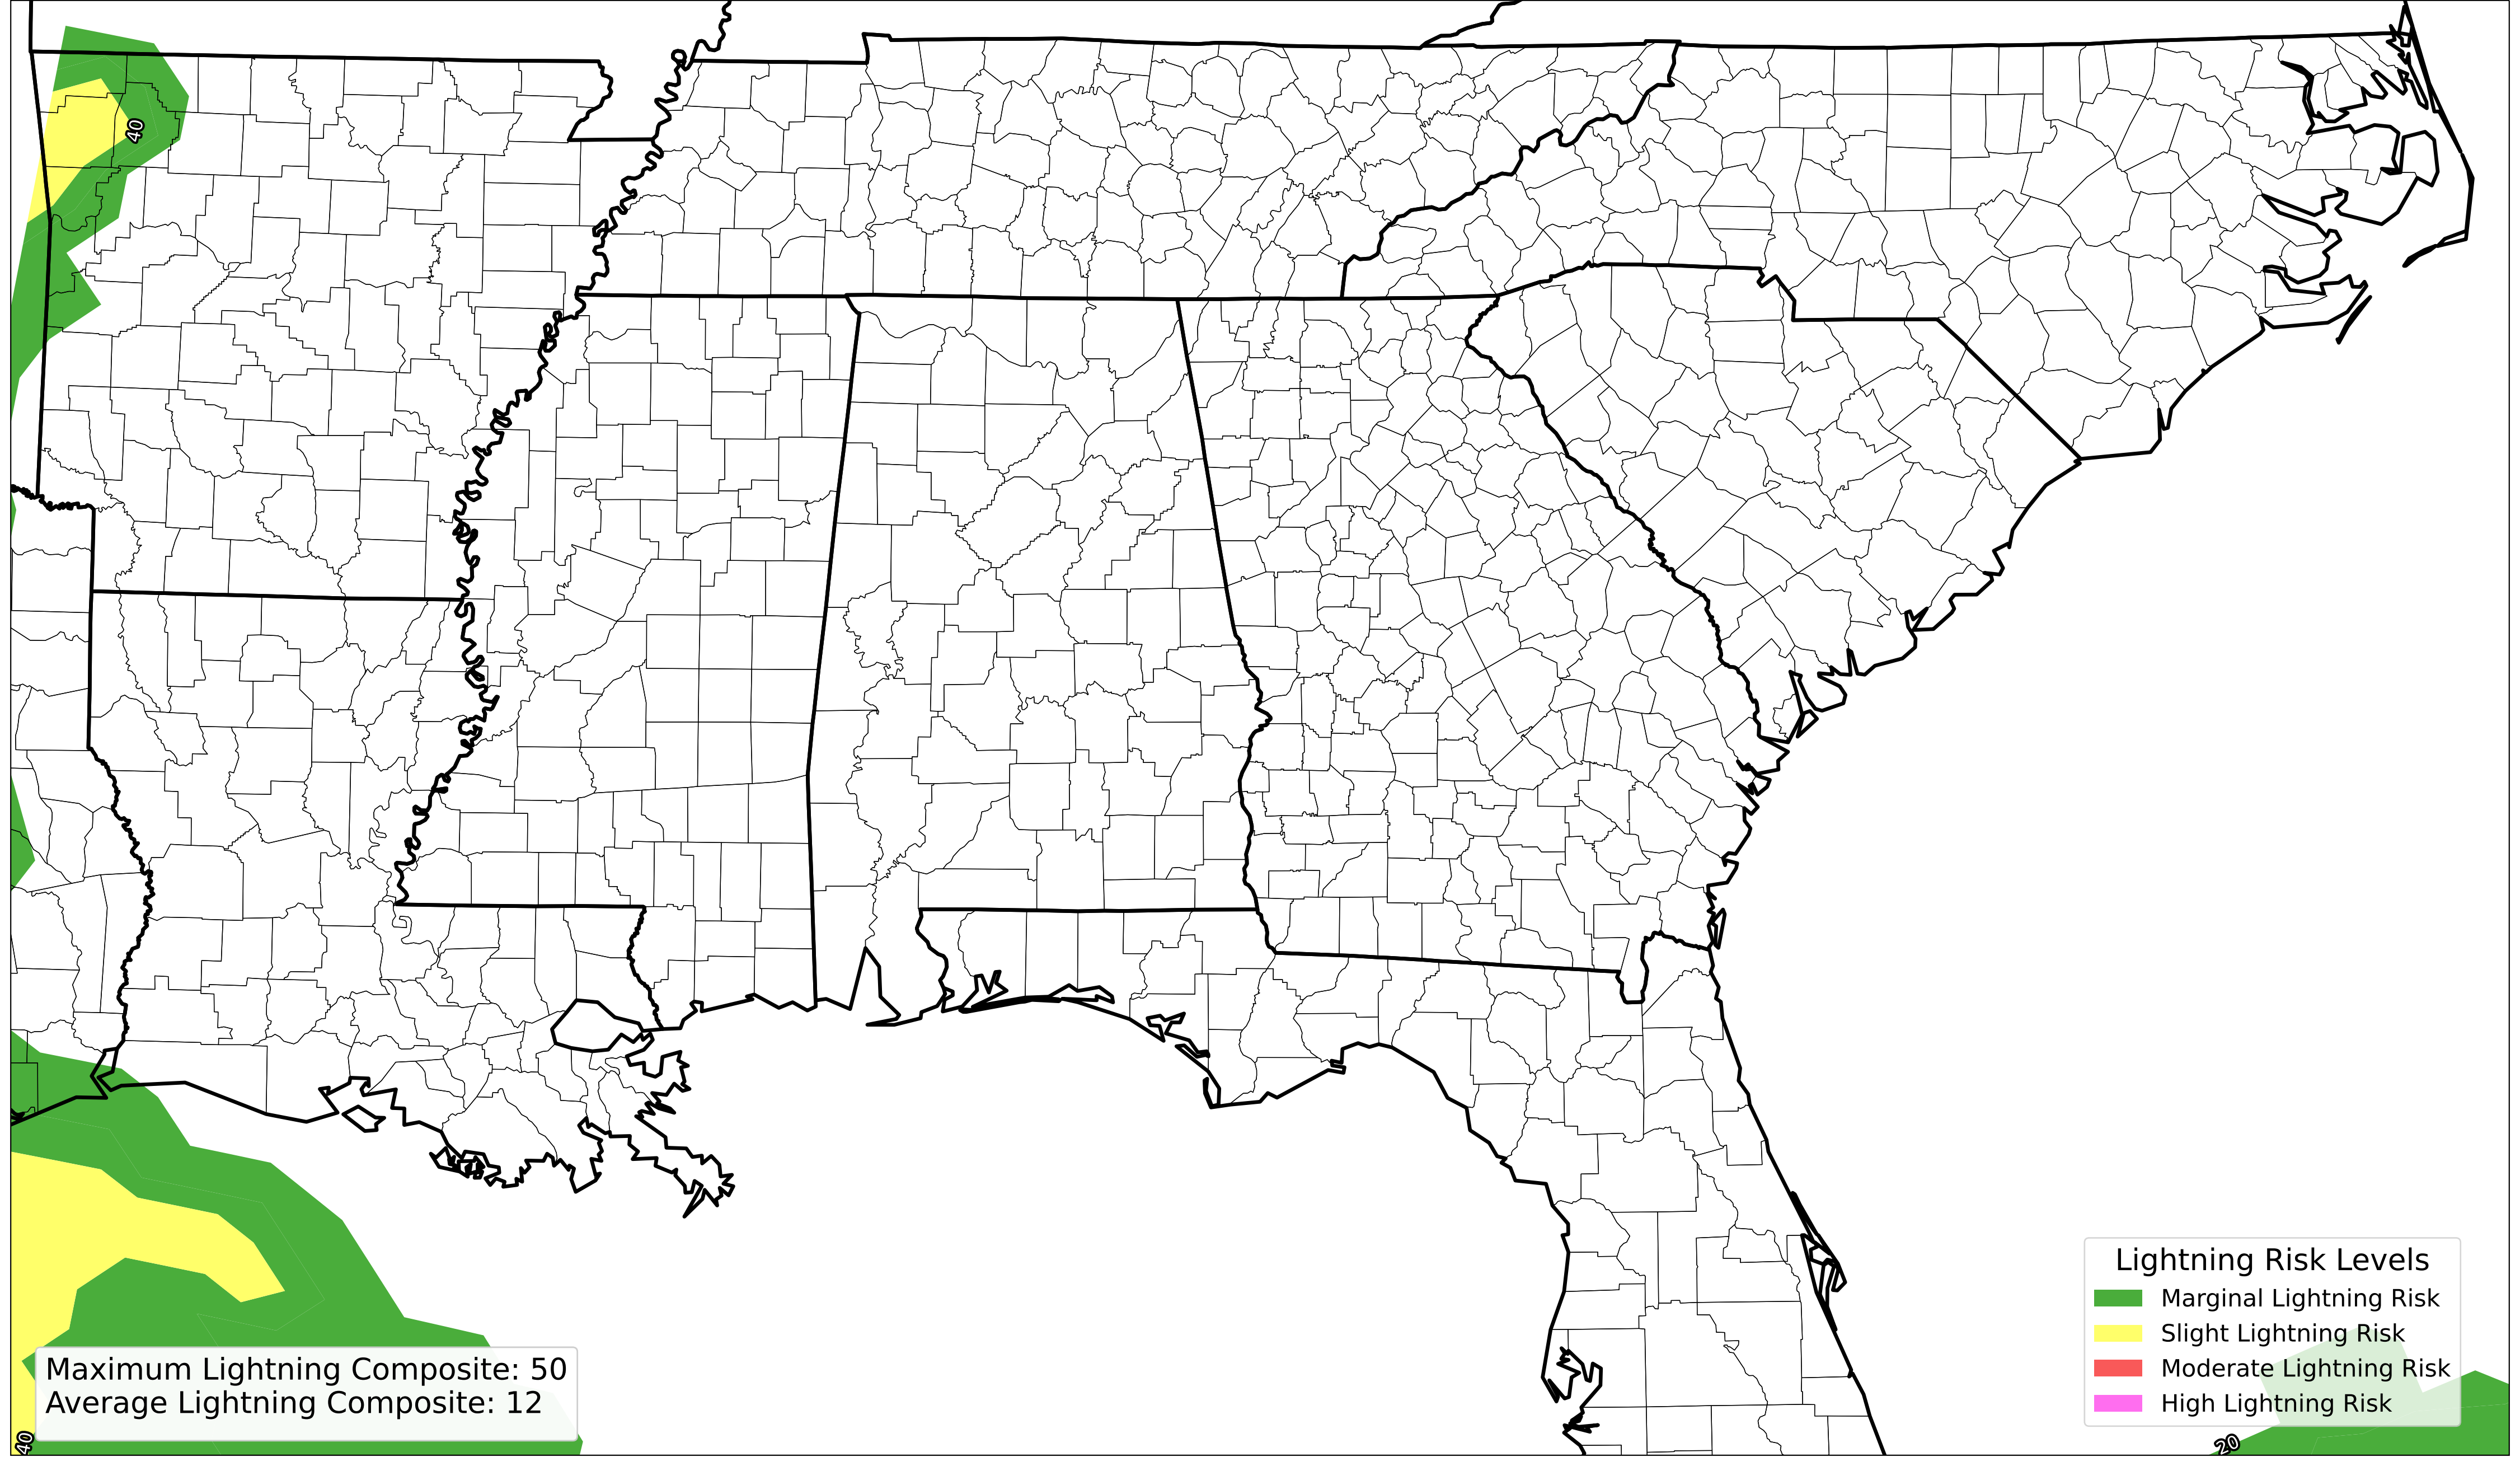 40
Maximum Lightning Composite: 50
Average Lightning Composite: 12
40
Lightning Risk Levels
Marginal Lightning Risk
Slight Lightning Risk
Moderate Lightning Risk
High Lightning Risk
20